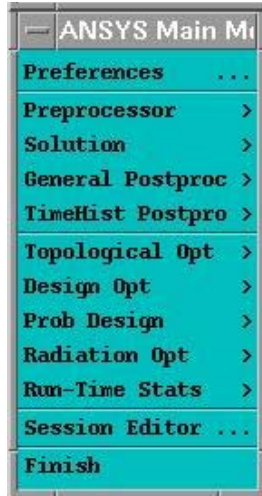 ANSYS Main M
Preferences ...
Preprocessor >
Solution >
General Postproc >
TimeHist Postpro >
Topological Opt >
Design Opt >
Prob Design >
Radiation Opt >
Run-Time Stats >
Session Editor ...
Finish